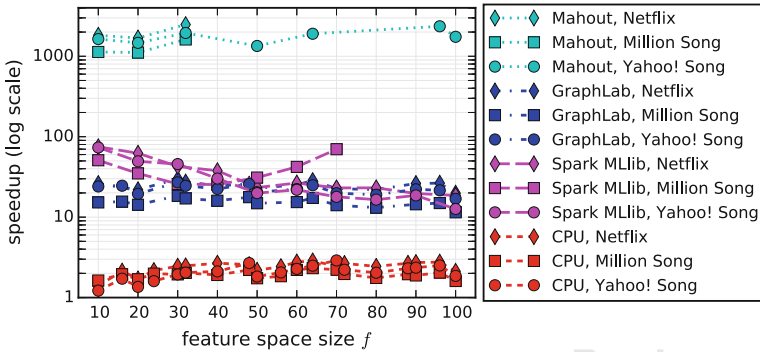 speedup (log scale)
1000
100
10
1
10 20 30 40 50 60 70 80 90 100
feature space size f
Mahout, Netflix
Mahout, Million Song
Mahout, Yahoo! Song
GraphLab, Netflix
GraphLab, Million Song
GraphLab, Yahoo! Song
Spark MLlib, Netflix
Spark MLlib, Million Song
Spark MLlib, Yahoo! Song
CPU, Netflix
CPU, Million Song
CPU, Yahoo! Song